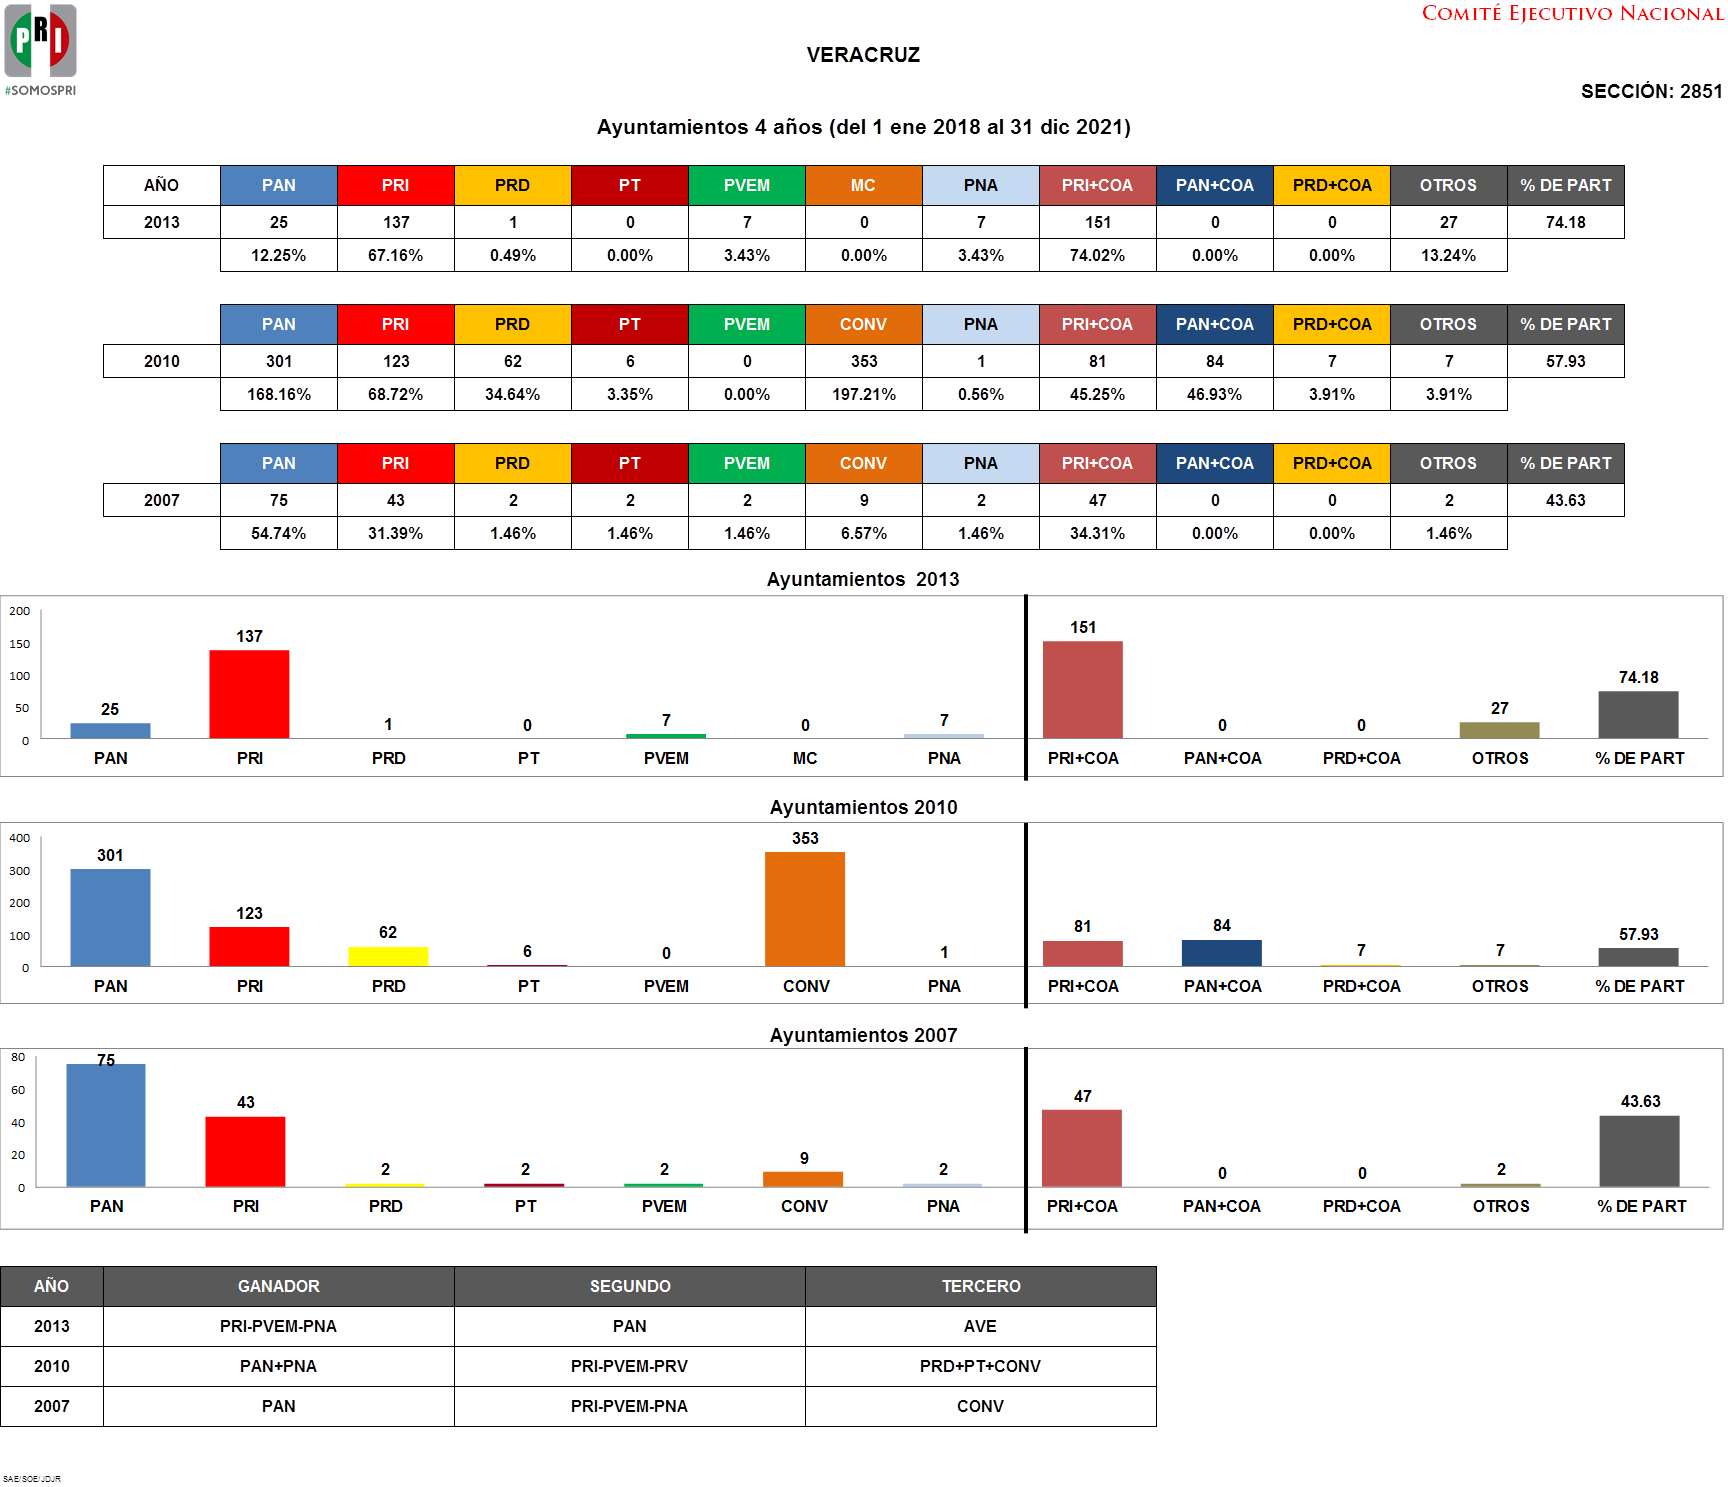 PRI
#SOMOSPRI
COMITÉ EJECUTIVO NACIONAL
VERACRUZ
SECCIÓN: 2851
Ayuntamientos 4 años (del 1 ene 2018 al 31 dic 2021)
AÑO PAN PRI PRD PT PVEM MC PNA PRI+COA PAN+COA PRD+COA OTROS % DE PART
2013 25 137 1 0 7 0 7 151 0 0 27 74.18
12.25% 67.16% 0.49% 0.00% 3.43% 0.00% 3.43% 74.02% 0.00% 0.00% 13.24%
PAN PRI PRD PT PVEM CONV PNA PRI+COA PAN+COA PRD+COA OTROS % DE PART
2010 301 123 62 6 0 353 1 81 84 7 7 57.93
168.16% 68.72% 34.64% 3.35% 0.00% 197.21% 0.56% 45.25% 46.93% 3.91% 3.91%
PAN PRI PRD PT PVEM CONV PNA PRI+COA PAN+COA PRD+COA OTROS % DE PART
2007 75 43 2 2 2 9 2 47 0 0 2 43.63
54.74% 31.39% 1.46% 1.46% 1.46% 6.57% 1.46% 34.31% 0.00% 0.00% 1.46%
Ayuntamientos 2013
200
150
100
50
0
25 137 1 0 7 0 7 151 0 0 27 74.18
PAN PRI PRD PT PVEM MC PNA PRI+COA PAN+COA PRD+COA OTROS % DE PART
Ayuntamientos 2010
400
300
200
100
0
301 123 62 6 0 353 1 81 84 7 7 57.93
PAN PRI PRD PT PVEM CONV PNA PRI+COA PAN+COA PRD+COA OTROS % DE PART
Ayuntamientos 2007
80
60
40
20
0
75 43 2 2 2 9 2 47 0 0 2 43.63
PAN PRI PRD PT PVEM CONV PNA PRI+COA PAN+COA PRD+COA OTROS % DE PART
AÑO GANADOR SEGUNDO TERCERO
2013 PRI-PVEM-PNA PAN AVE
2010 PAN+PNA PRI-PVEM-PRV PRD+PT+CONV
2007 PAN PRI-PVEM-PNA CONV
SAE/SOE/JDJR